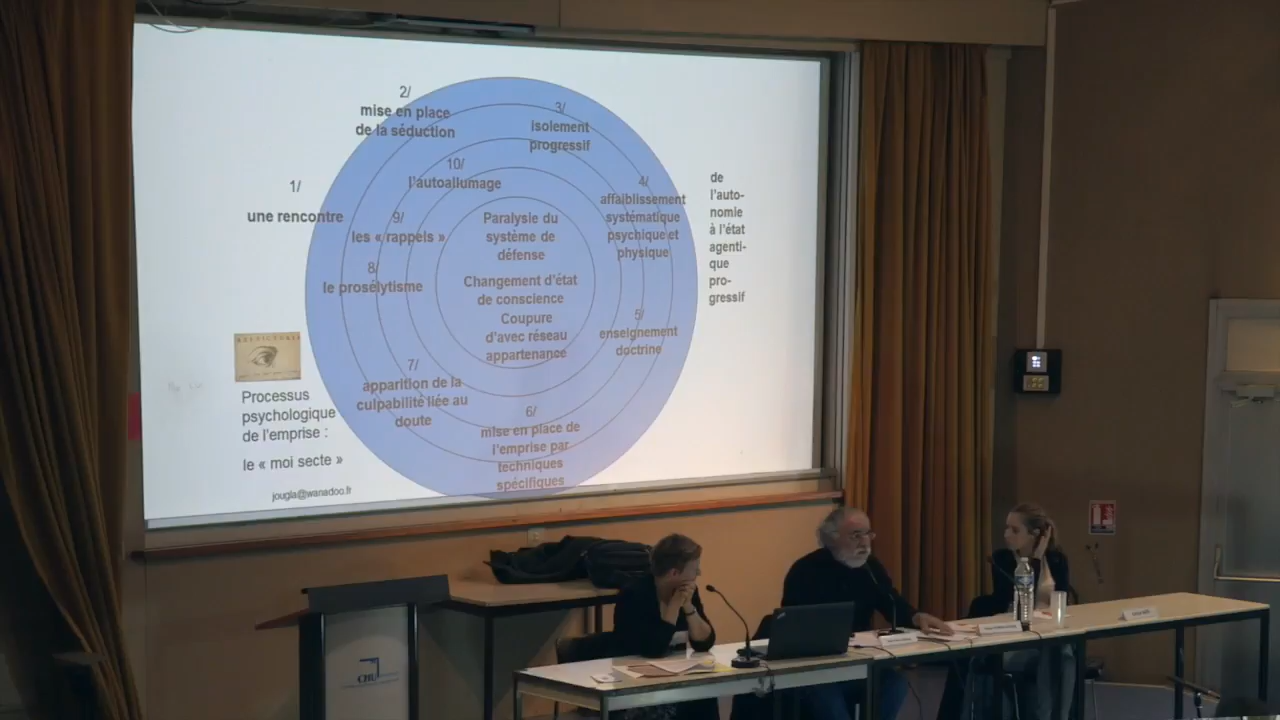 1/
une rencontre
2/
mise en place
de la séduction
3/
isolement
progressif
4/
affaiblissement
systématique
psychique et
physique
5/
enseignement
doctrine
6/
mise en place de
l'emprise par
techniques
spécifiques
7/
apparition de la
culpabilité liée au
doute
8/
le prosélytisme
9/
les « rappels »
10/
l'autoallumage
Paralysie du
système de
défense
Changement d'état
de conscience
Coupure
d'avec réseau
appartenance
de
l'auto-
nomie
à l'état
agenti-
que
pro-
gressif
Processus
psychologique
de l'emprise :
le « moi secte »
jougla@wanadoo.fr
CHU